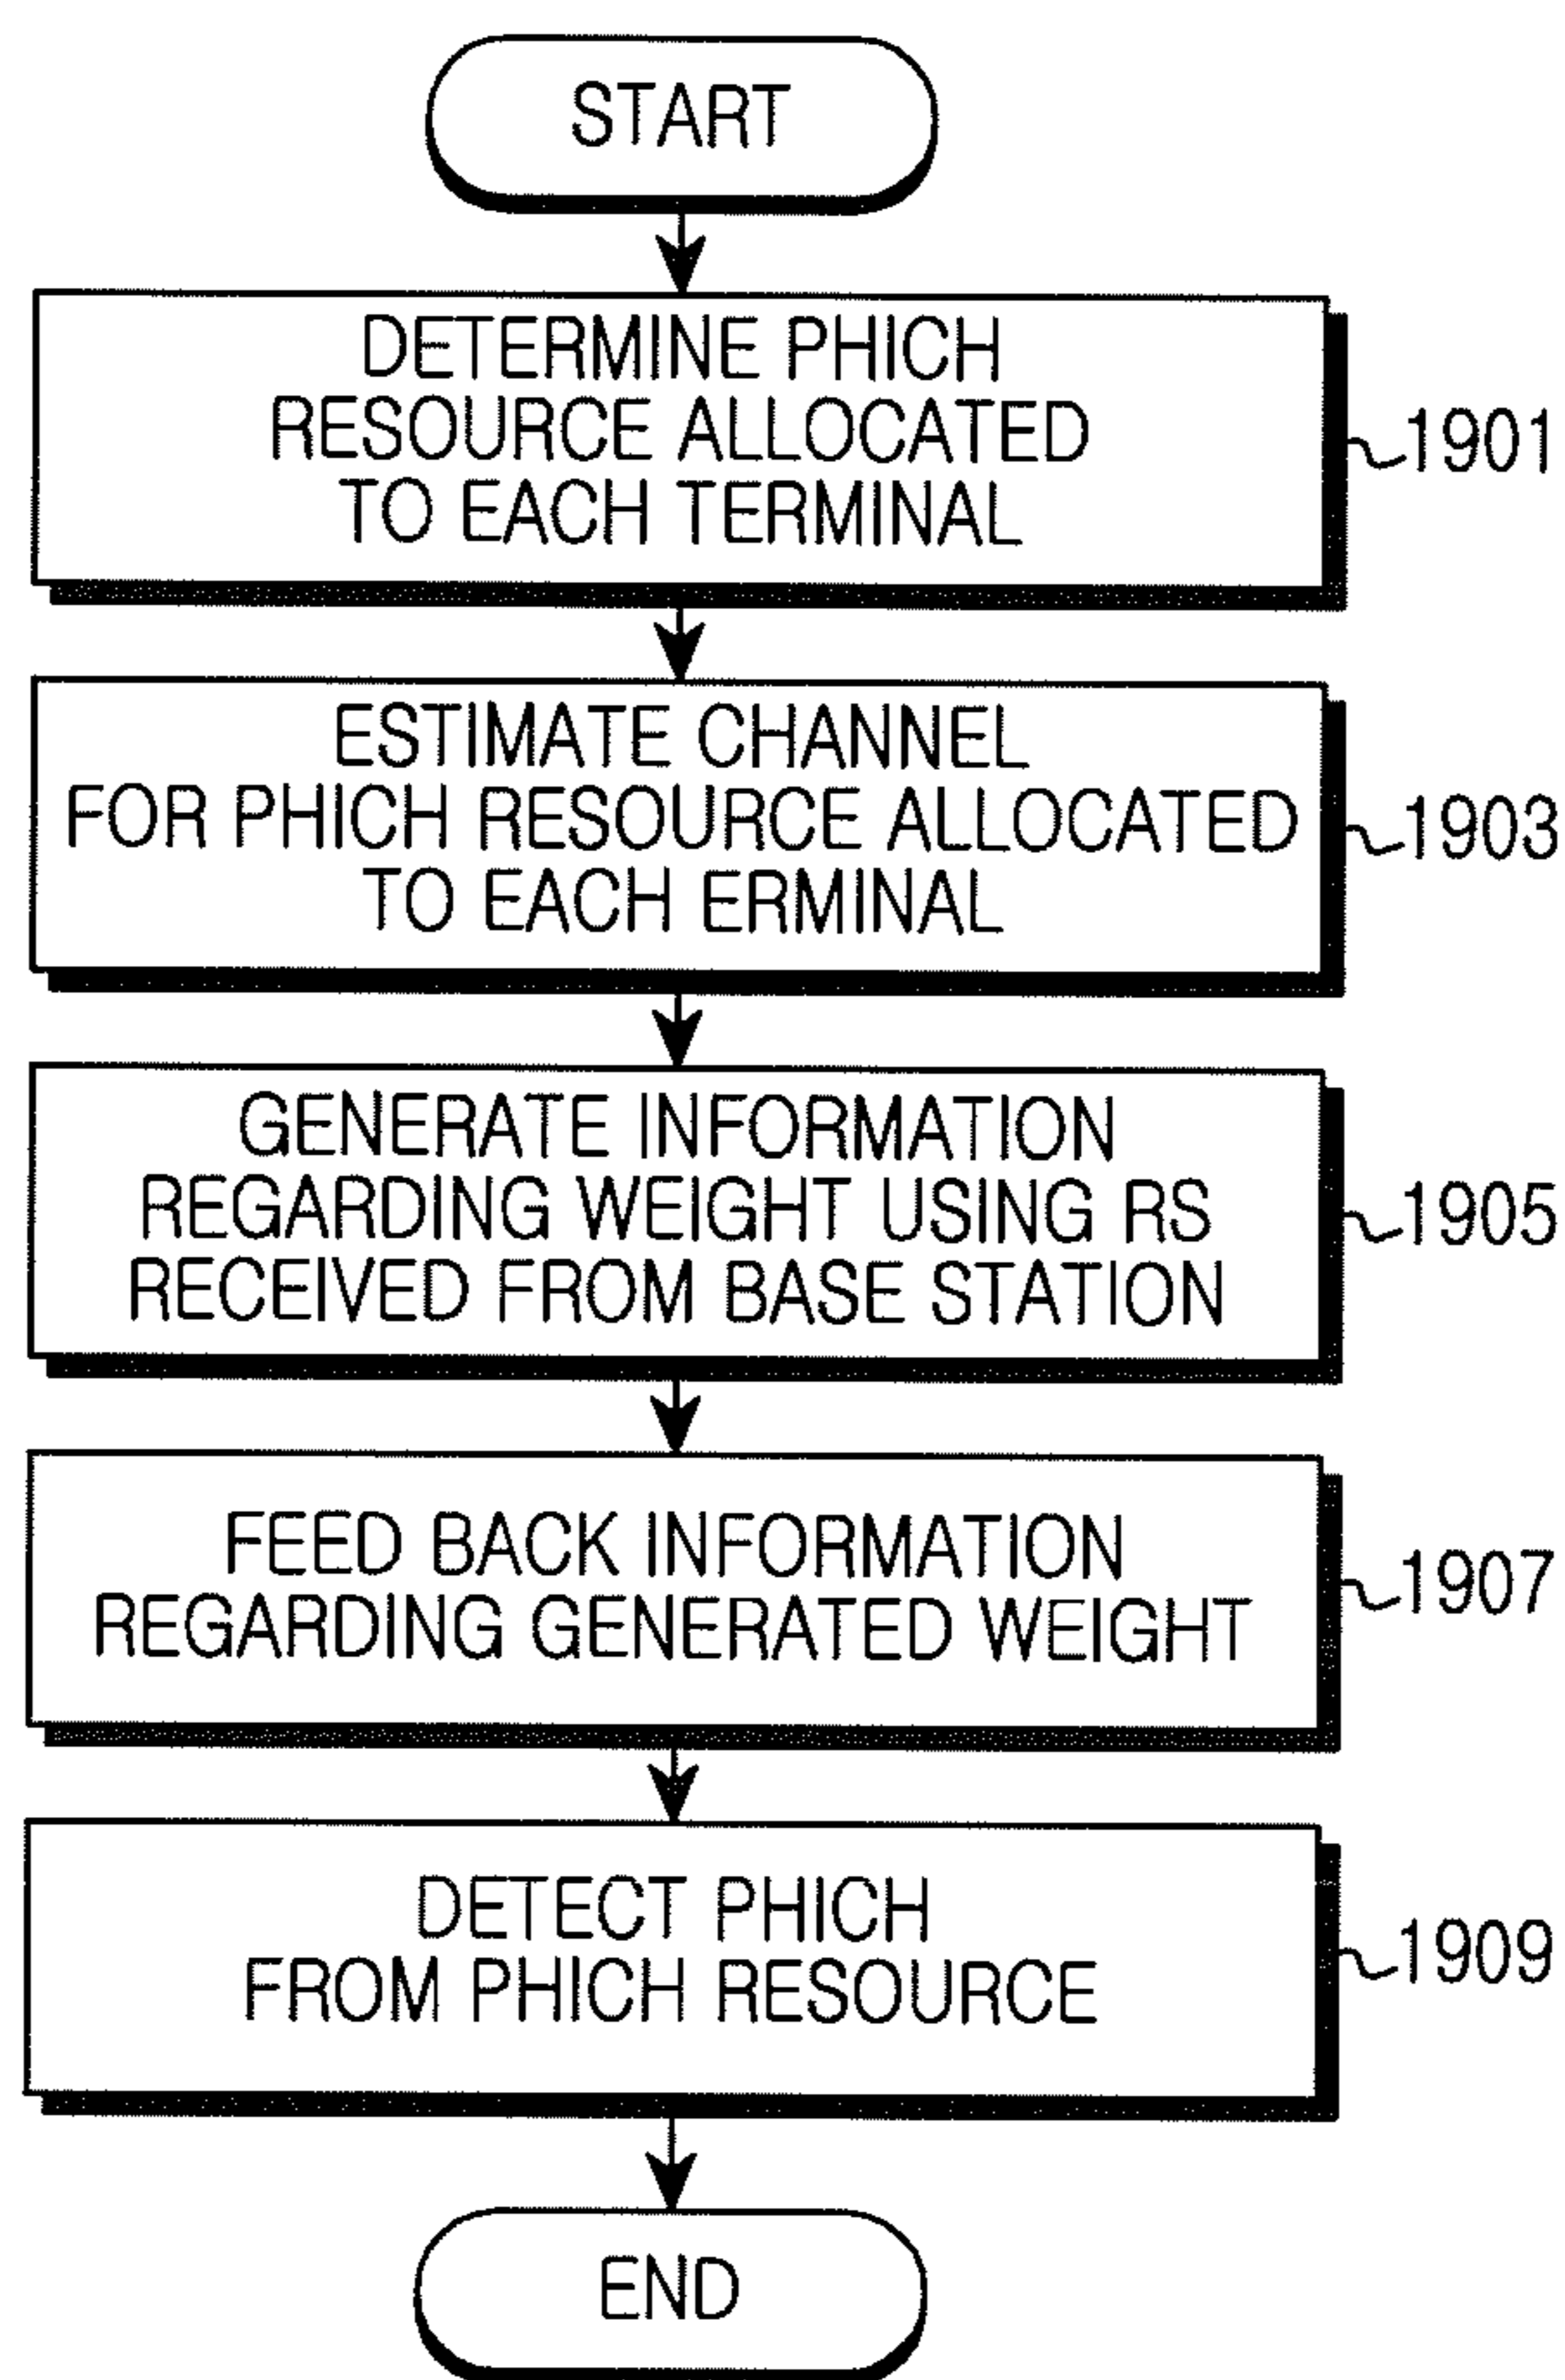 START
DETERMINE PHICH
RESOURCE ALLOCATED
TO EACH TERMINAL
1901
ESTIMATE CHANNEL
FOR PHICH RESOURCE ALLOCATED
TO EACH ERMINAL
1903
GENERATE INFORMATION
REGARDING WEIGHT USING RS
RECEIVED FROM BASE STATION
1905
FEED BACK INFORMATION
REGARDING GENERATED WEIGHT
1907
DETECT PHICH
FROM PHICH RESOURCE
1909
END